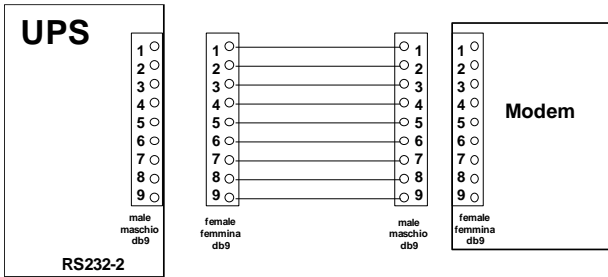 UPS
1 1 1 1
2 2 2 2
3 3 3 3
4 4 4 4
5 5 5 5
6 6 6 6
7 7 7 7
8 8 8 8
9 9 9 9
Modem
male
maschio
db9
female
femmina
db9
male
maschio
db9
female
femmina
db9
RS232-2